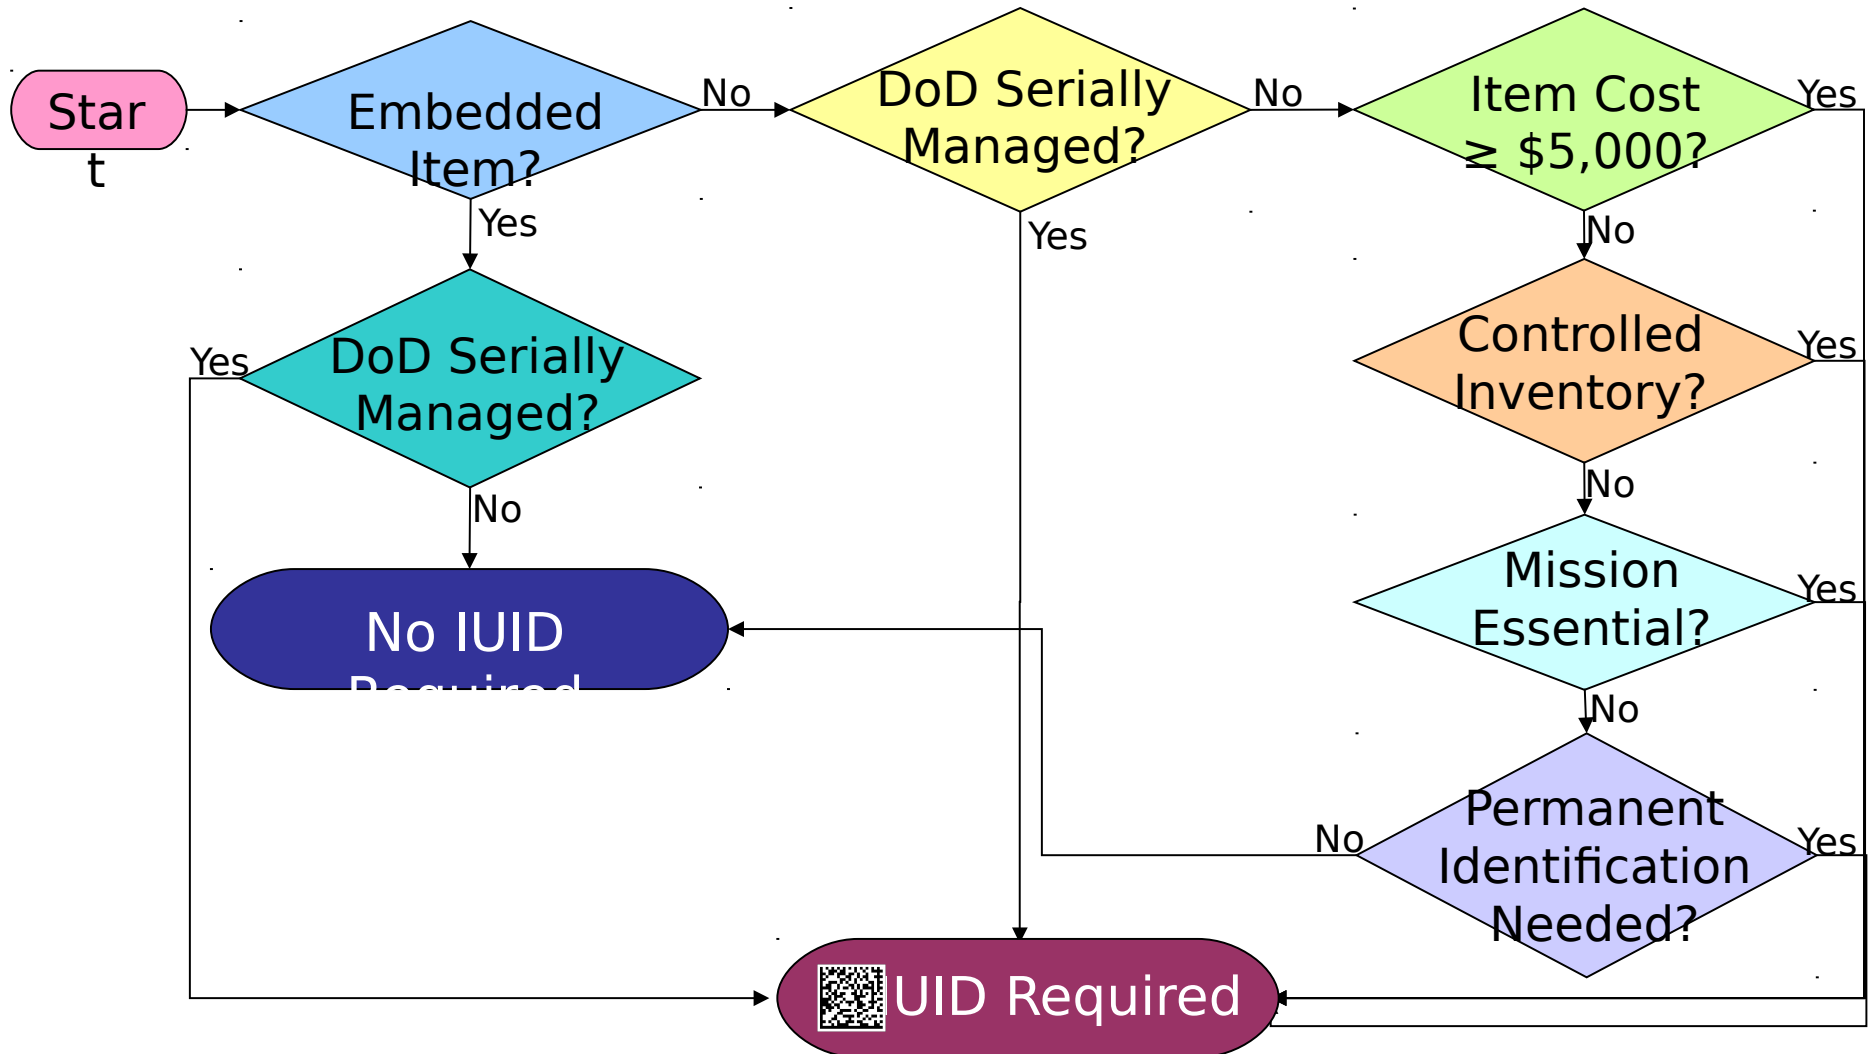 Star
t
Embedded
Item?
No
DoD Serially
Managed?
No
Item Cost
≥ $5,000?
Yes
Yes
Yes
No
Yes
DoD Serially
Managed?
Controlled
Inventory?
Yes
No
No
Mission
Essential?
Yes
No IUID
Required
No
No
Permanent
Identification
Needed?
Yes
UID Required